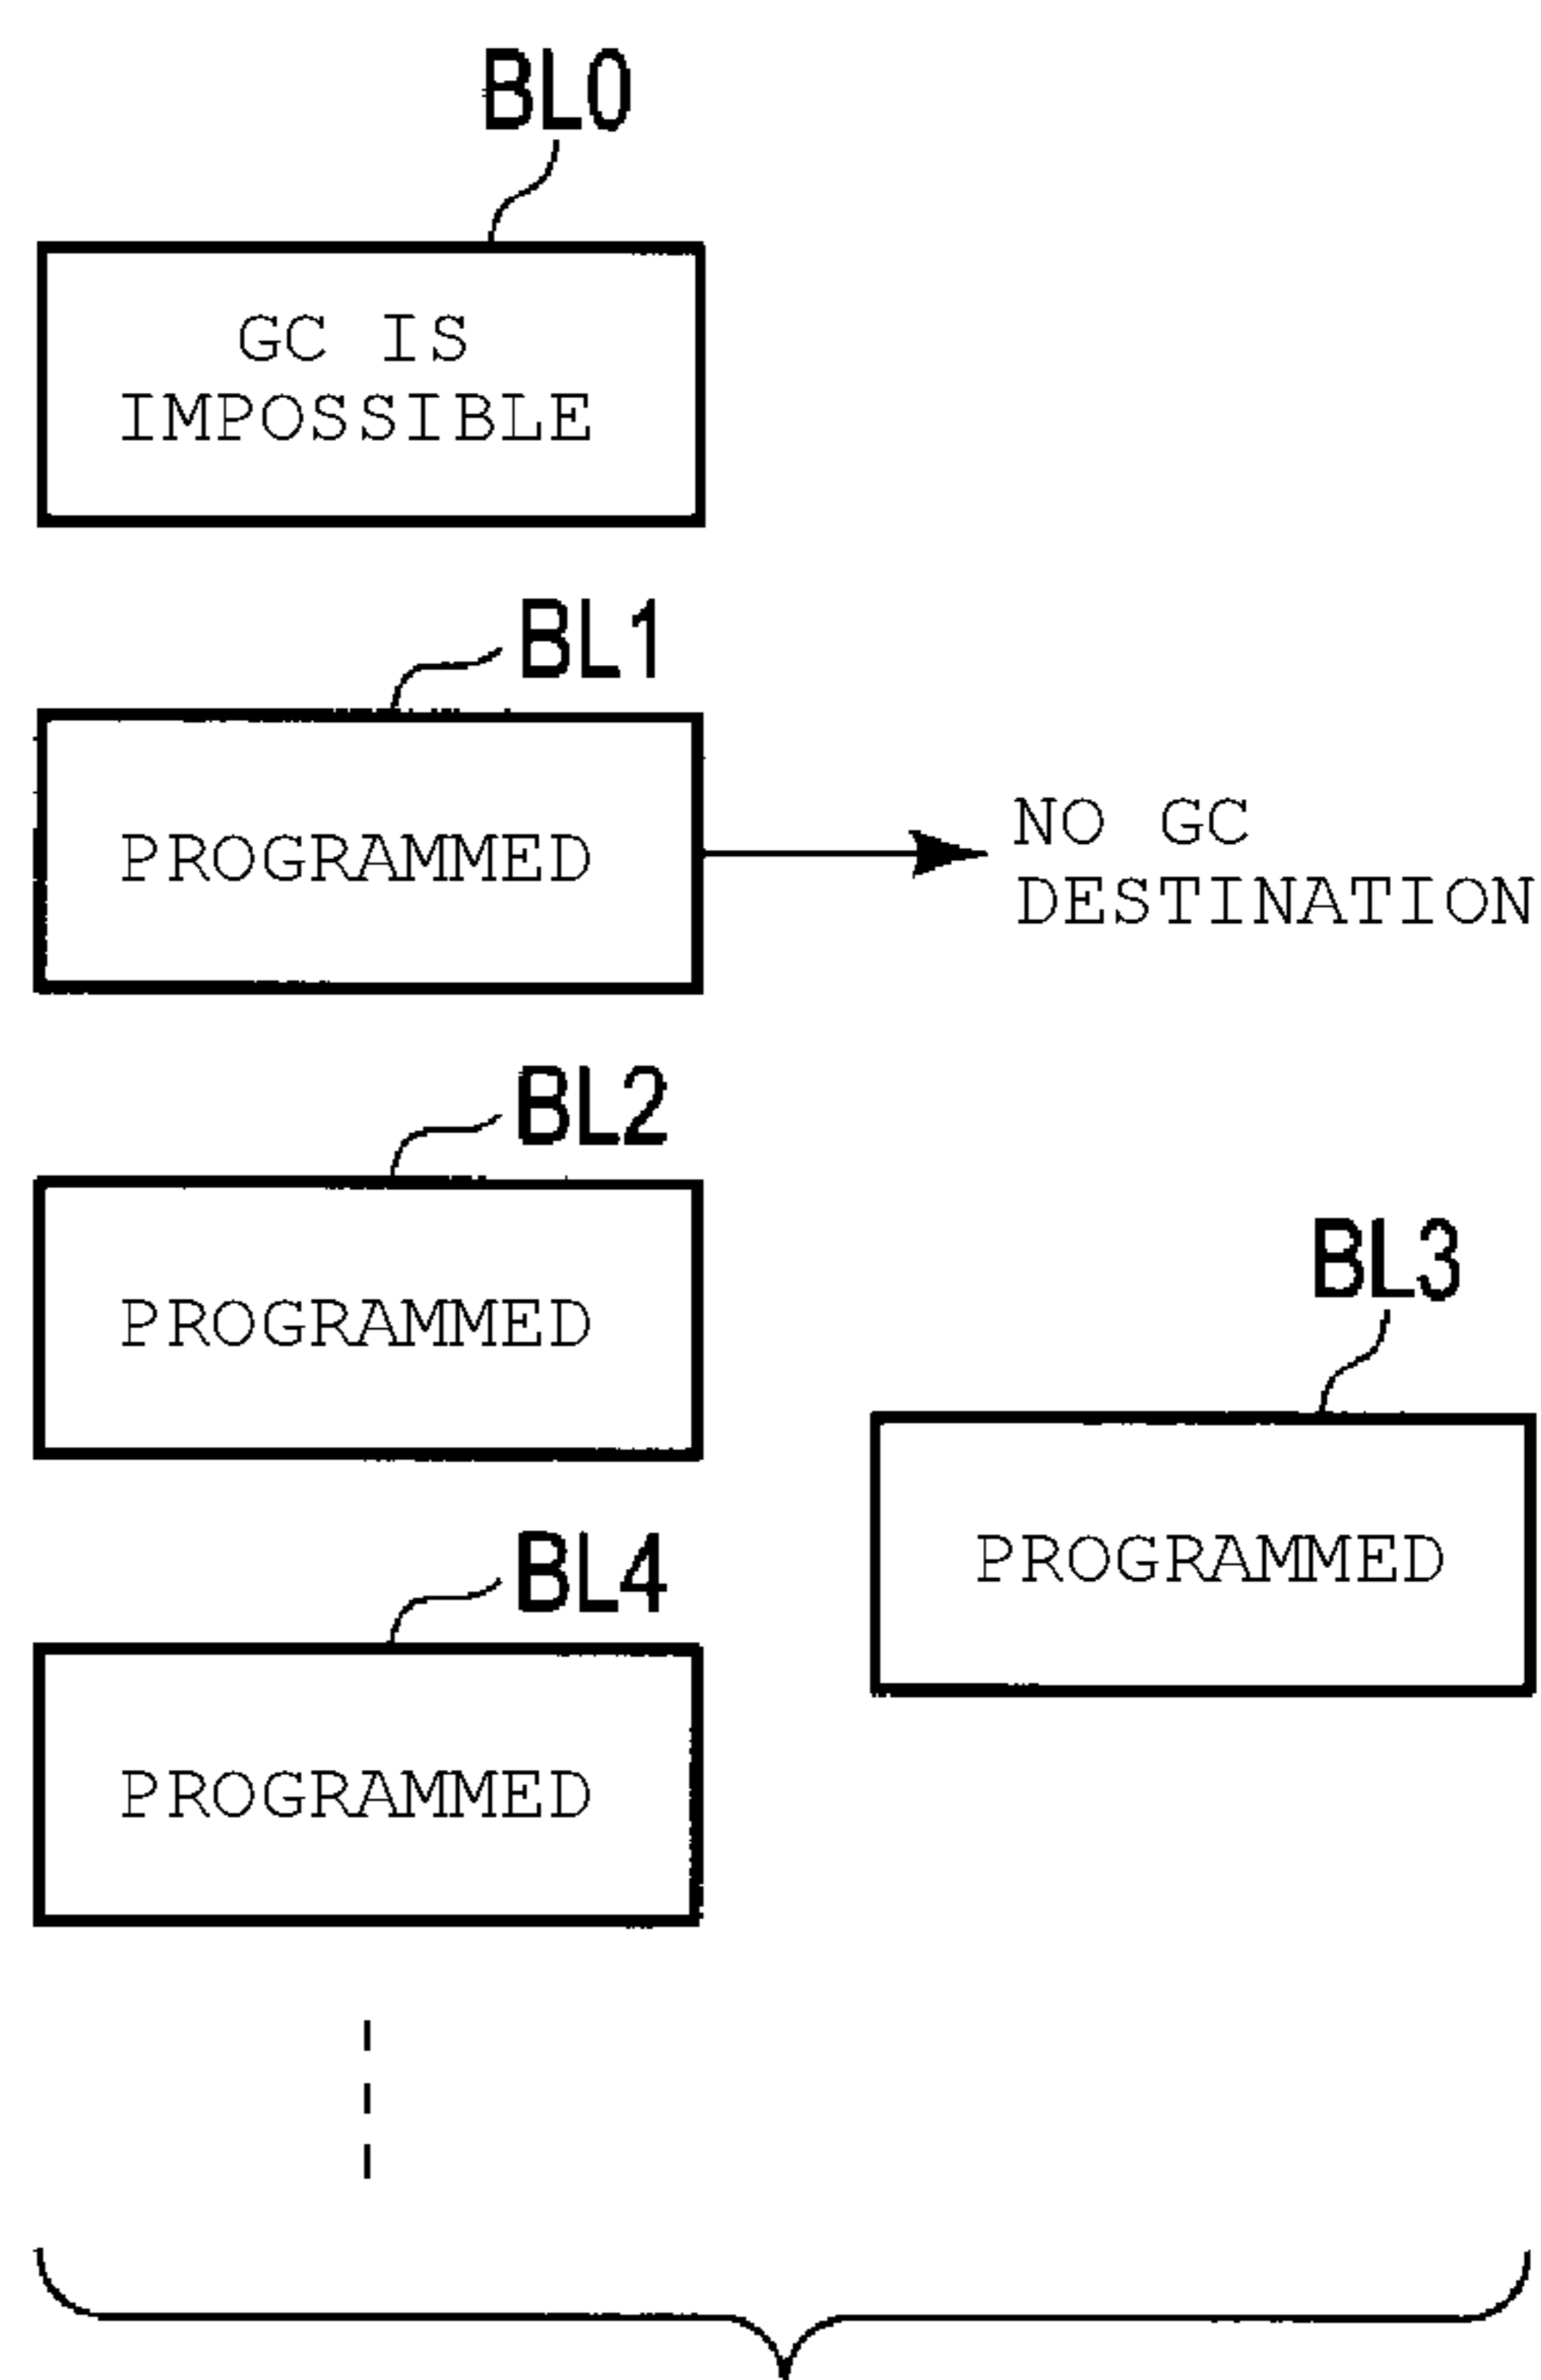 BL0
GC IS
IMPOSSIBLE
BL1
PROGRAMMED
NO GC
DESTINATION
BL2
PROGRAMMED
BL3
PROGRAMMED
BL4
PROGRAMMED